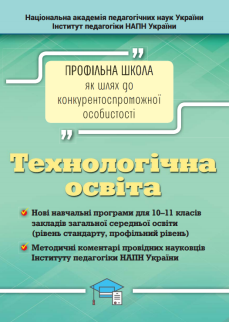 Національна академія педагогічних наук України
Інститут педагогіки НАПН України
ПРОФІЛЬНА ШКОЛА
як шлях до
конкурентоспроможної
особистості
Технологічна
освіта
Нові навчальні програми для 10–11 класів
закладів загальної середньої освіти
(рівень стандарту, профільний рівень)
Методичні коментарі провідних науковців
Інституту педагогіки НАПН України